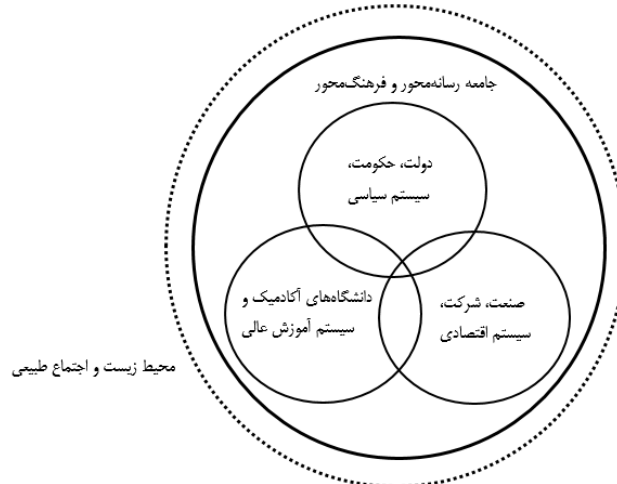 جامعه رسانه‌محور و فرهنگ‌محور
دولت، حکومت،
سیستم سیاسی
صنعت، شرکت،
سیستم اقتصادی
دانشگاه‌های آکادمیک و
سیستم آموزش عالی
محیط زیست و اجتماع طبیعی